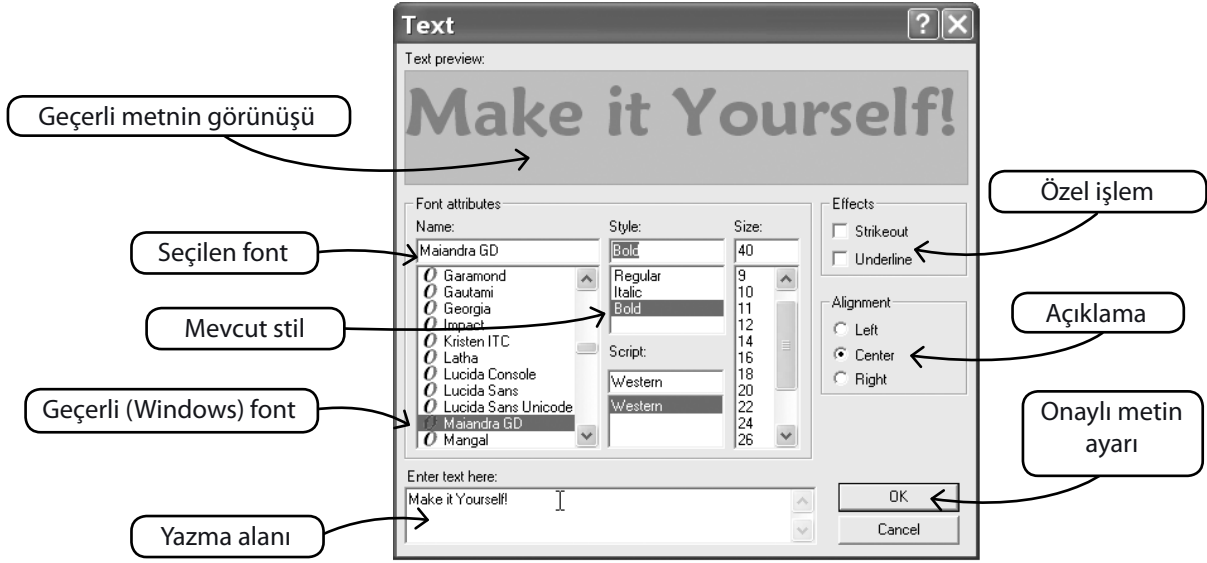 Text
Text preview:
Make it Yourself!
Geçerli metnin görünüşü
Özel işlem
Font attributes
Name:
Style:
Size:
Effects
Maiandra GD
Bold
40
Strikeout
Underline
Seçilen font
Garamond
Gautami
Georgia
Impact
Kristen ITC
Latha
Lucida Console
Lucida Sans
Lucida Sans Unicode
Maiandra GD
Mangal
Regular
Italic
Bold
Mevcut stil
Script:
Western
Western
9
10
11
12
14
16
18
20
22
24
26
Alignment
Left
Center
Right
Açıklama
Geçerli (Windows) font
Onaylı metin
ayarı
Enter text here:
Make it Yourself!
Yazma alanı
OK
Cancel